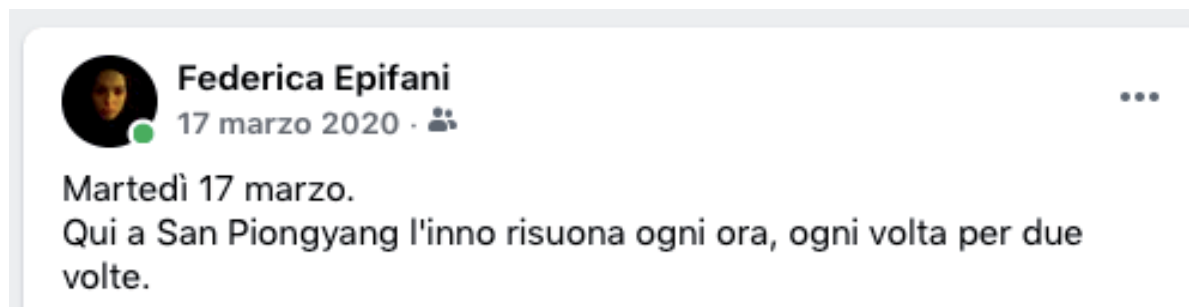 Federica Epifani
17 marzo 2020 ·
Martedì 17 marzo.
Qui a San Piongyang l'inno risuona ogni ora, ogni volta per due
volte.